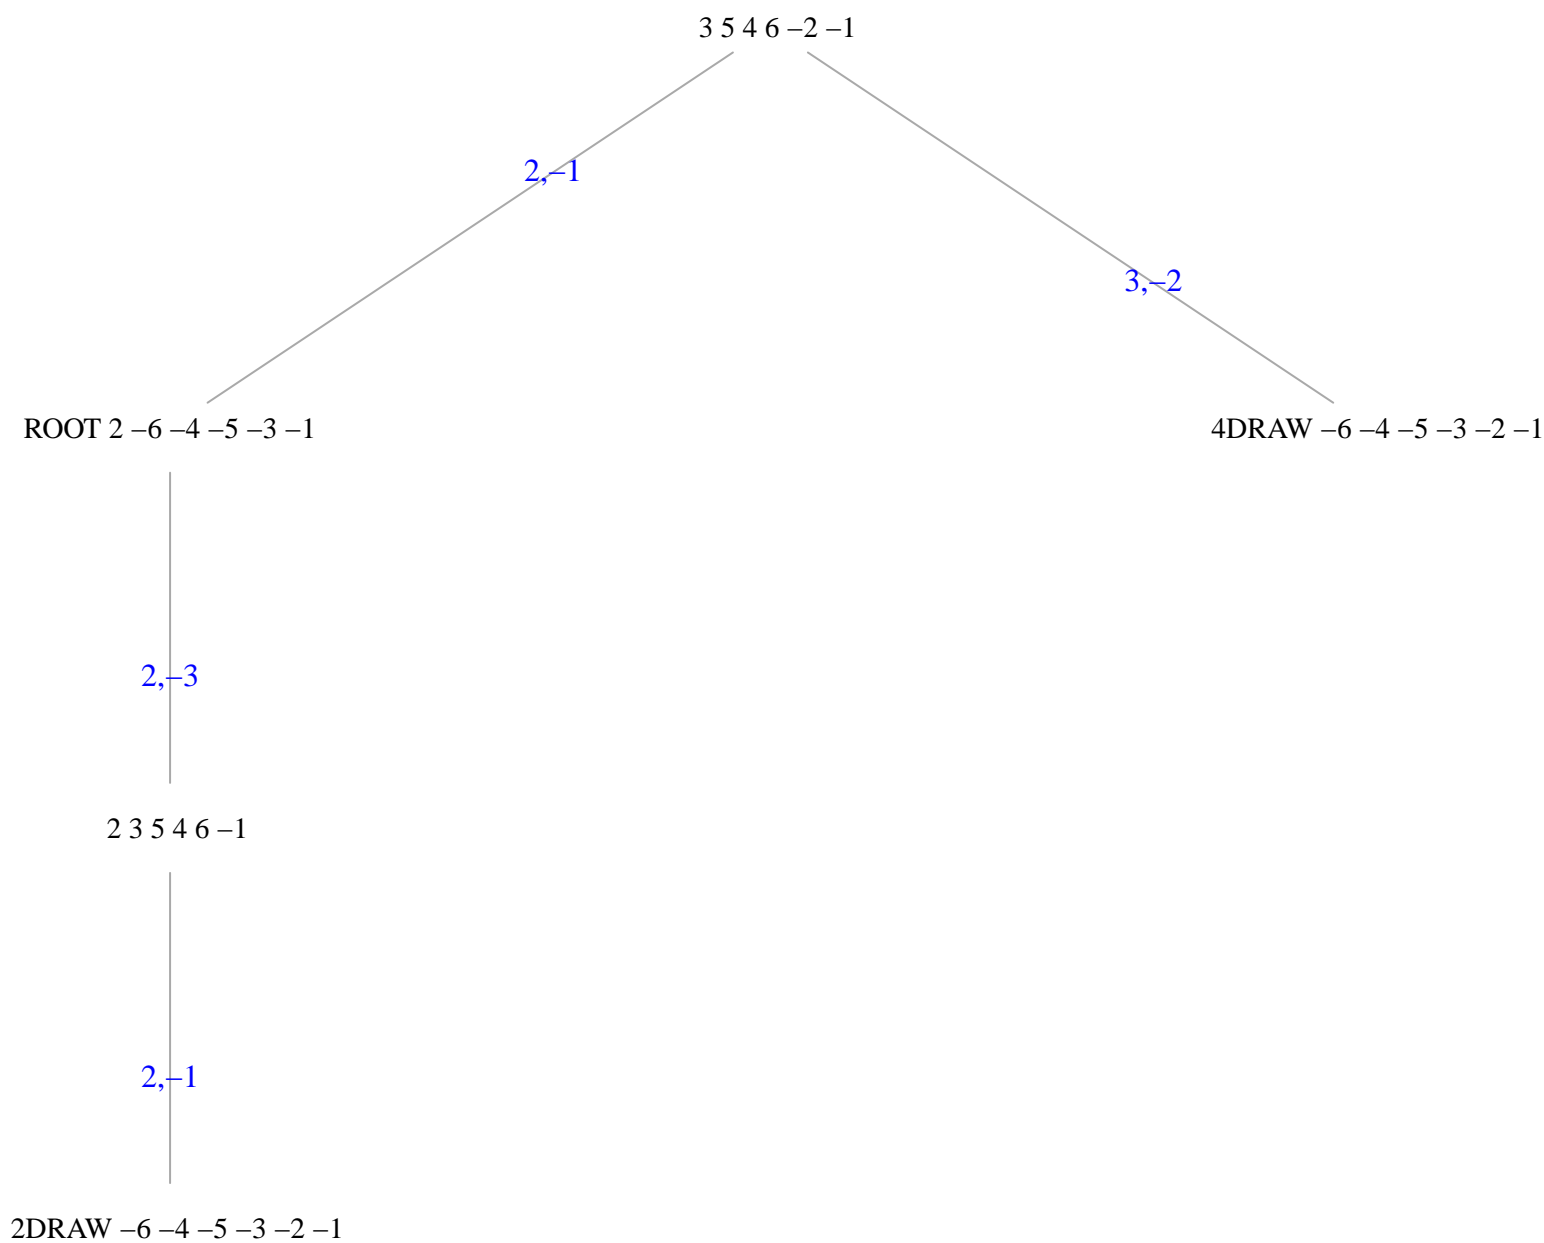 3 5 4 6 –2 –1
2,–1
3,–2
ROOT 2 –6 –4 –5 –3 –1
4DRAW –6 –4 –5 –3 –2 –1
2,–3
2 3 5 4 6 –1
2,–1
2DRAW –6 –4 –5 –3 –2 –1